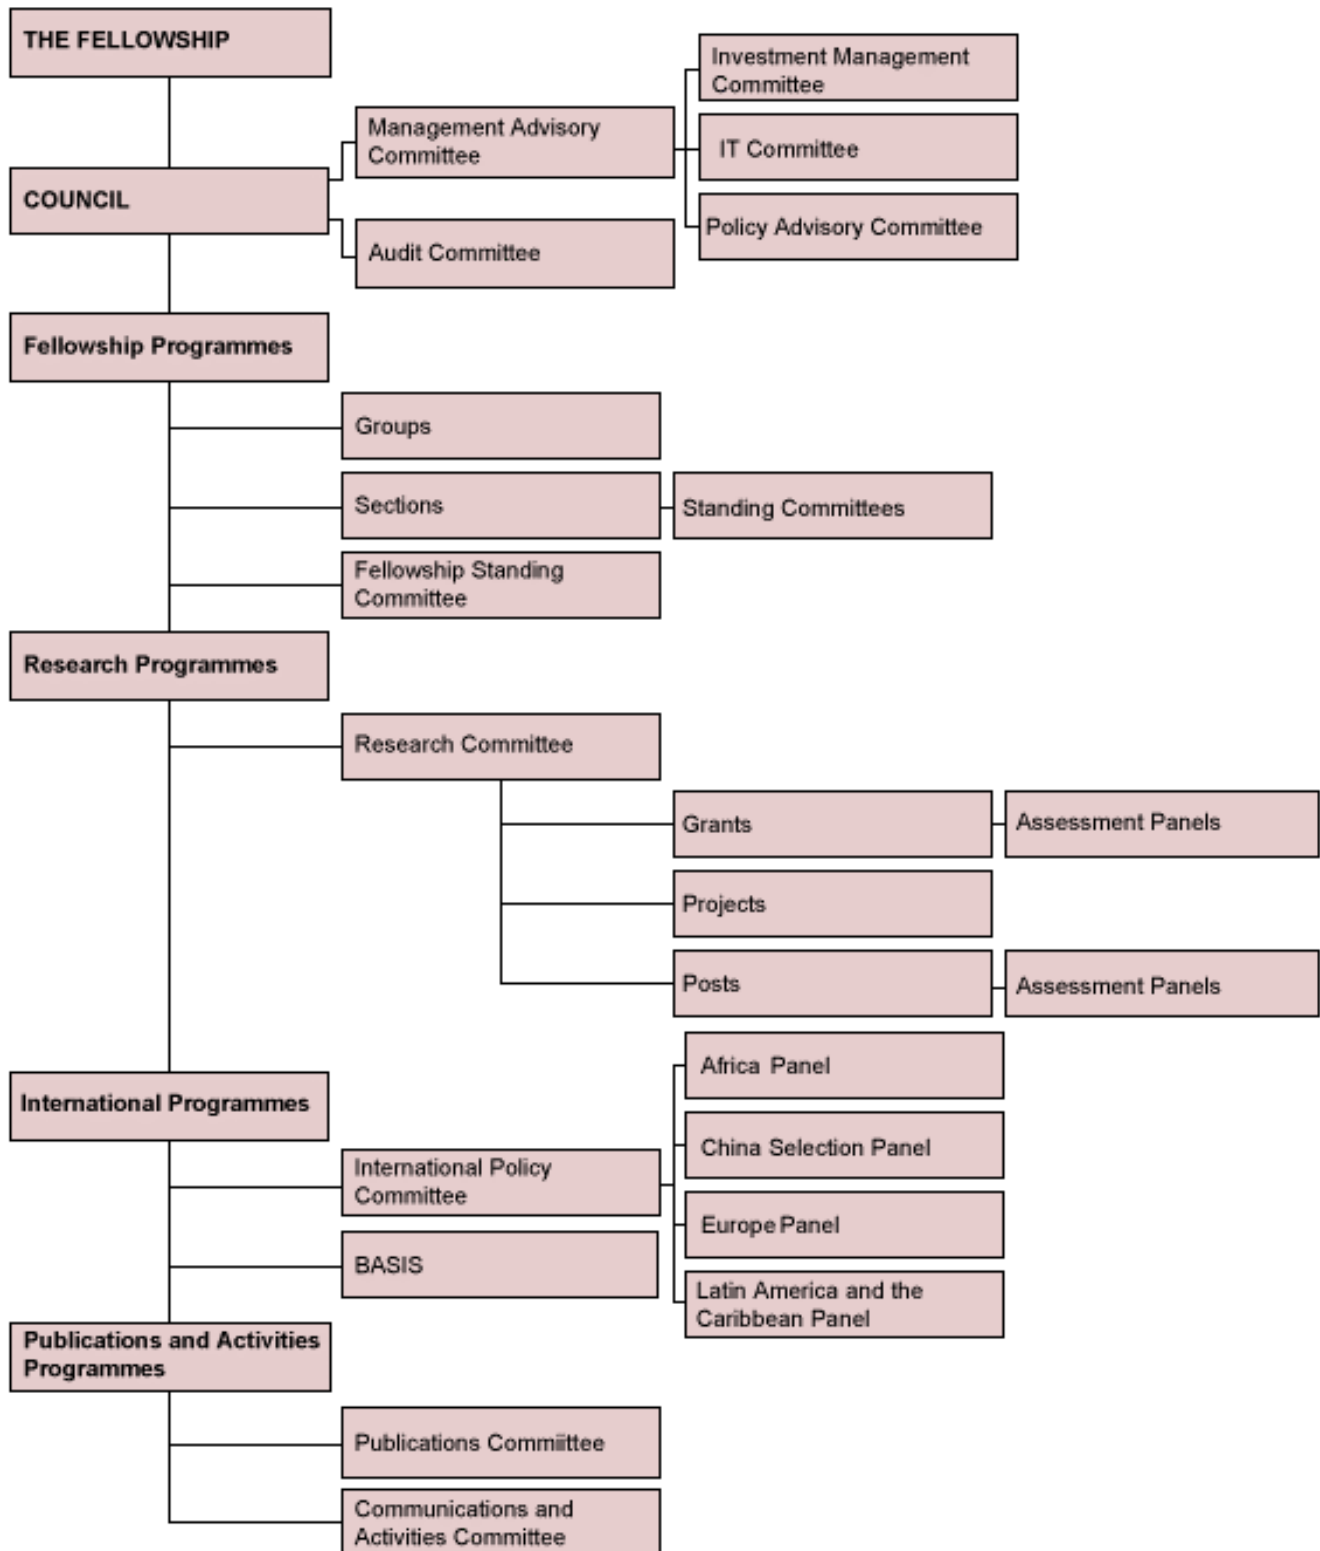 THE FELLOWSHIP
Investment Management
Committee
Management Advisory
Committee
IT Committee
COUNCIL
Policy Advisory Committee
Audit Committee
Fellowship Programmes
Groups
Sections
Standing Committees
Fellowship Standing
Committee
Research Programmes
Research Committee
Grants
Assessment Panels
Projects
Posts
Assessment Panels
Africa Panel
International Programmes
China Selection Panel
International Policy
Committee
Europe Panel
BASIS
Latin America and the
Caribbean Panel
Publications and Activities
Programmes
Publications Commiittee
Communications and
Activities Committee